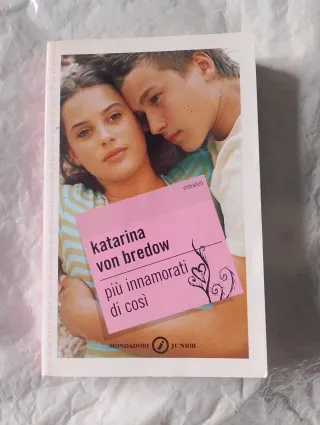 romanzo
katarina
von bredow
più innamorati
di così
MONDADORI JUNIOR